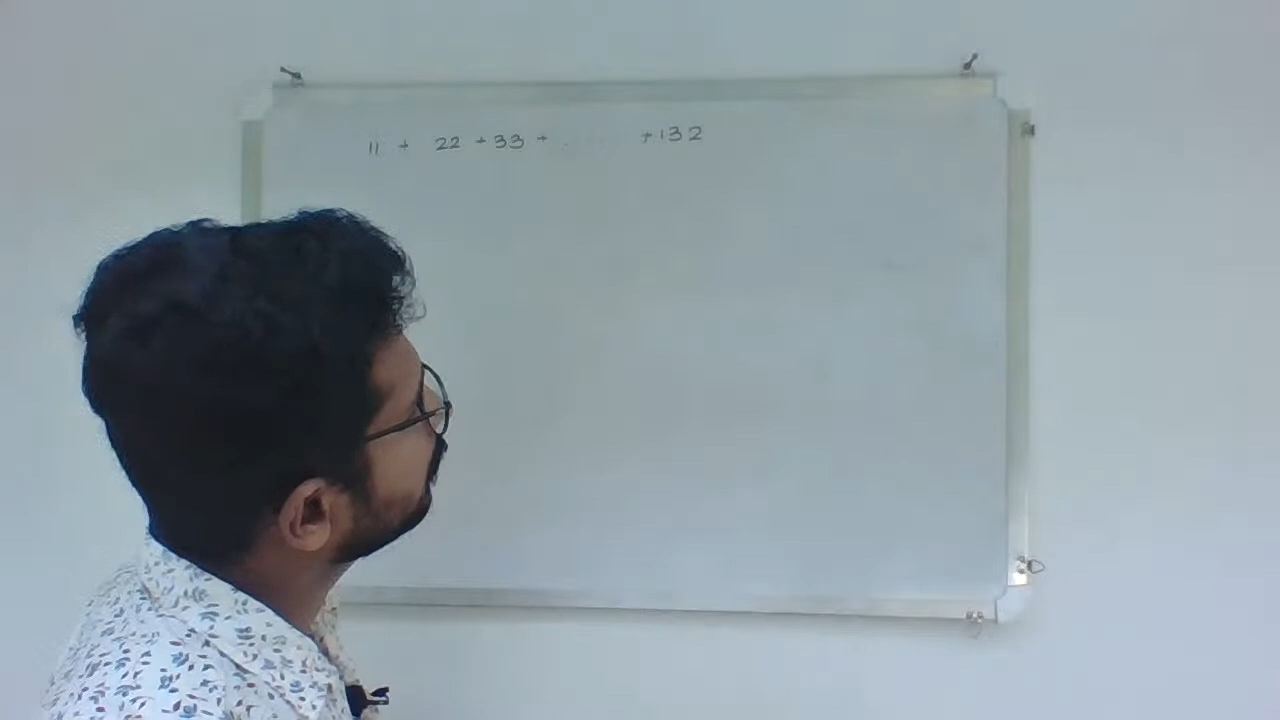 11 + 22 + 33 + ..... + 132